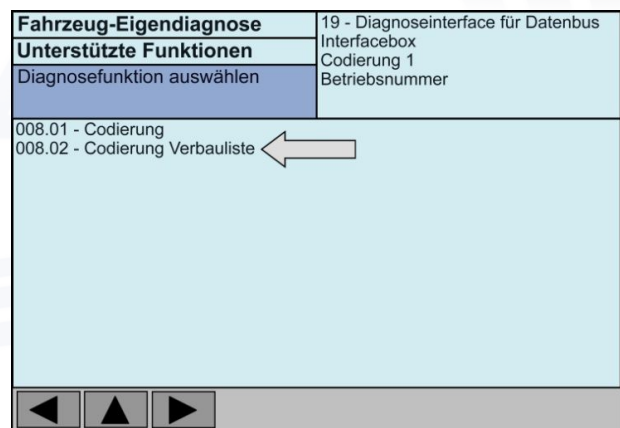 Fahrzeug-Eigendiagnose
Unterstützte Funktionen
Diagnosefunktion auswählen
19 - Diagnoseinterface für Datenbus
Interfacebox
Codierung 1
Betriebsnummer
008.01 - Codierung
008.02 - Codierung Verbauliste